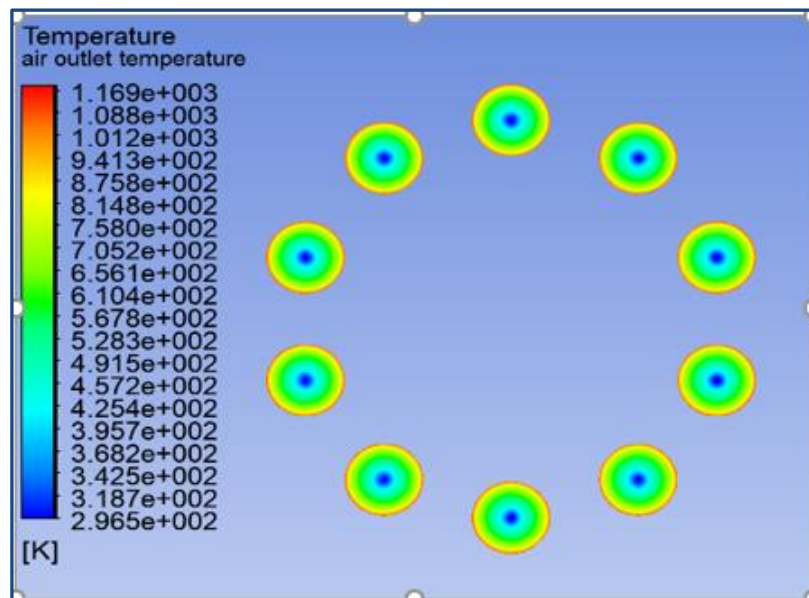 Temperature
air outlet temperature
1.169e+003
1.088e+003
1.012e+003
9.413e+002
8.758e+002
8.148e+002
7.580e+002
7.052e+002
6.561e+002
6.104e+002
5.678e+002
5.283e+002
4.915e+002
4.572e+002
4.254e+002
3.957e+002
3.682e+002
3.425e+002
3.187e+002
2.965e+002
[K]